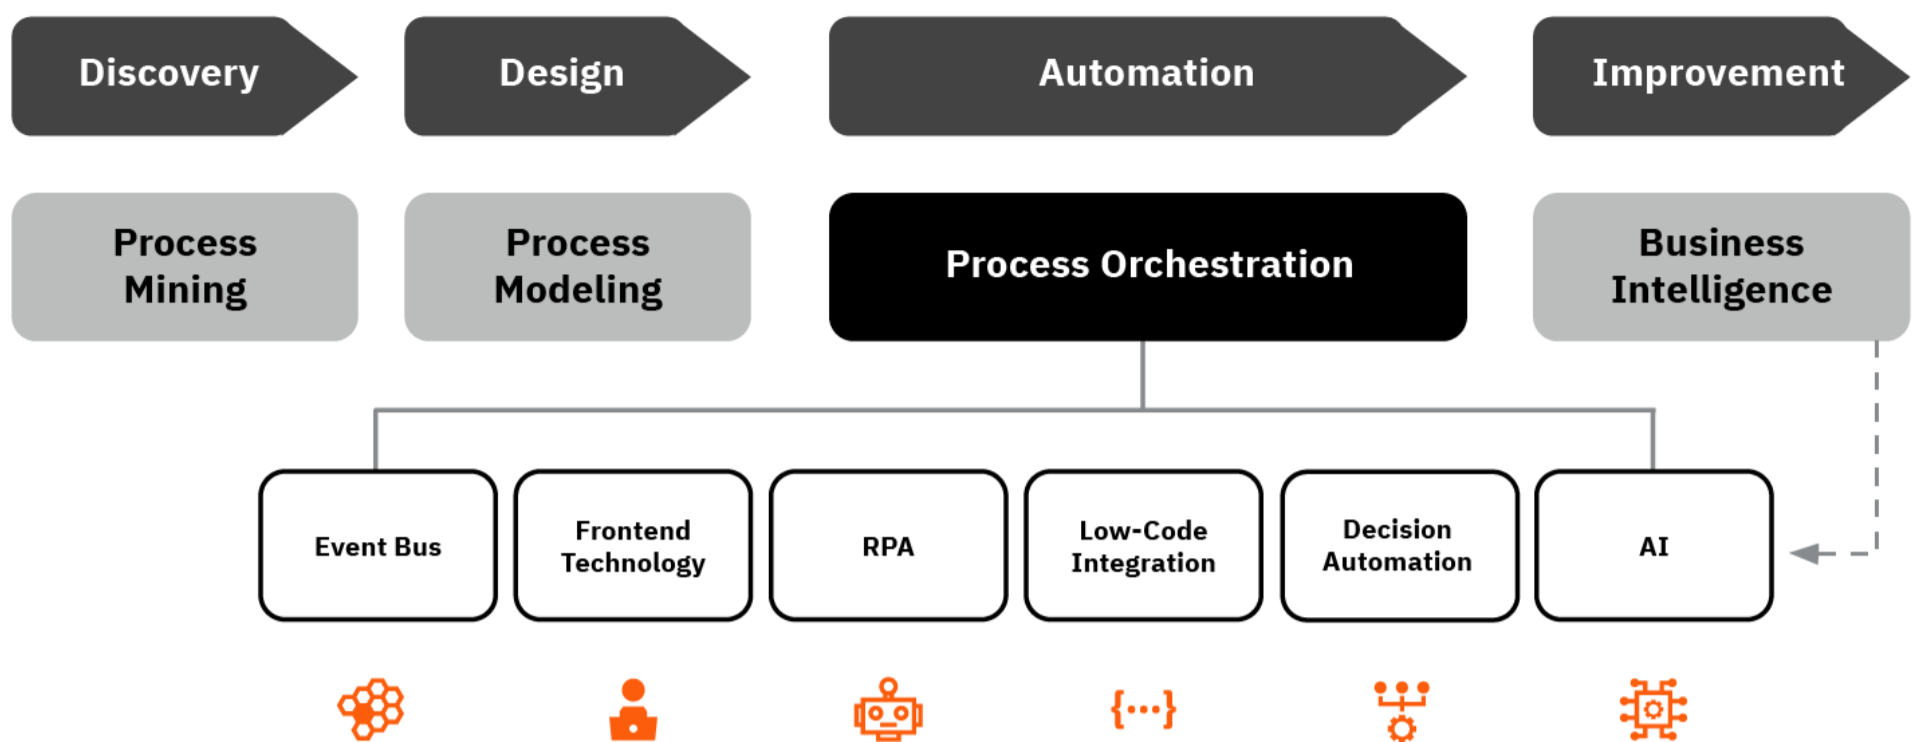 Discovery
Design
Automation
Improvement
Process
Mining
Process
Modeling
Process Orchestration
Business
Intelligence
Event Bus
Frontend
Technology
RPA
Low-Code
Integration
Decision
Automation
AI
{...}